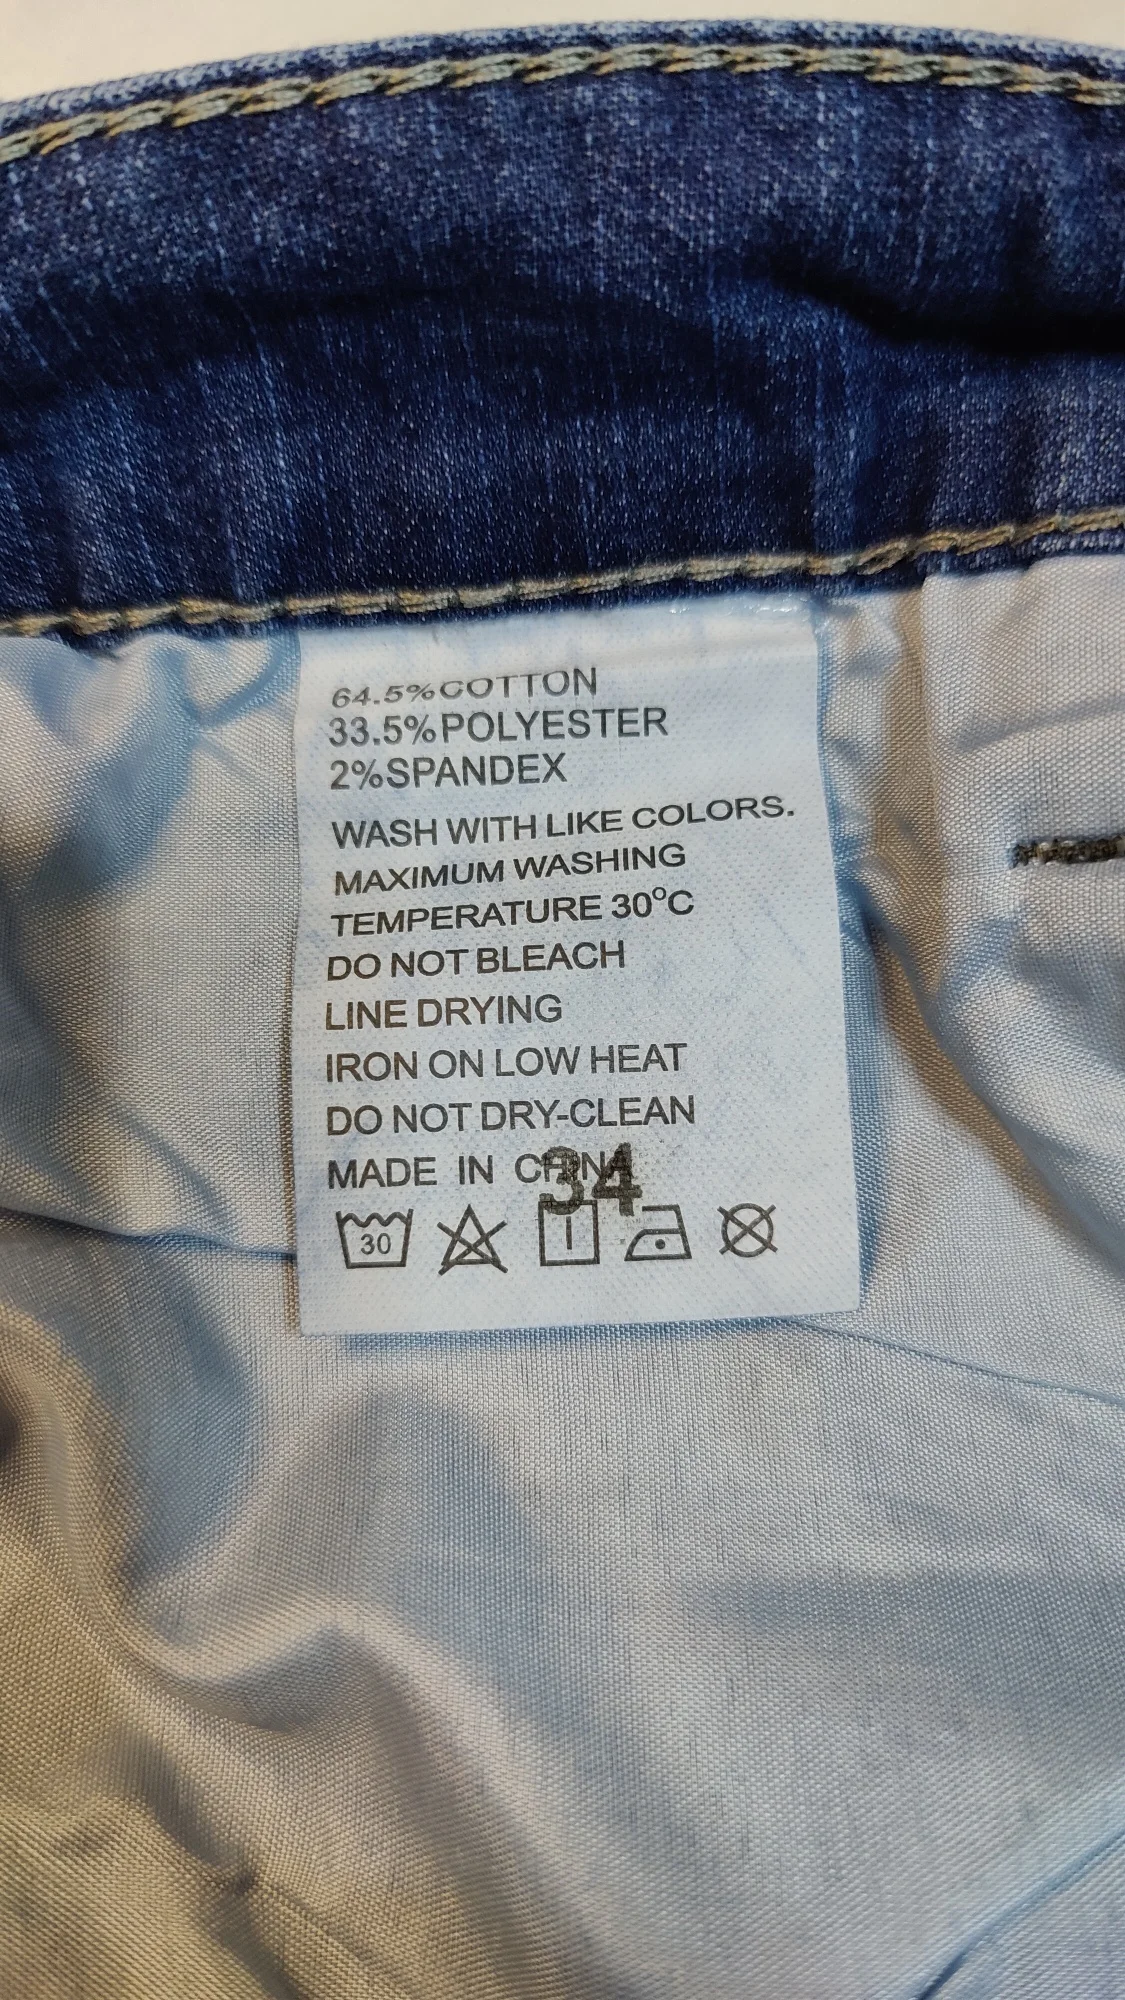 64.5%COTTON
33.5%POLYESTER
2%SPANDEX
WASH WITH LIKE COLORS.
MAXIMUM WASHING
TEMPERATURE 30°C
DO NOT BLEACH
LINE DRYING
IRON ON LOW HEAT
DO NOT DRY-CLEAN
MADE IN CHINA
34
30